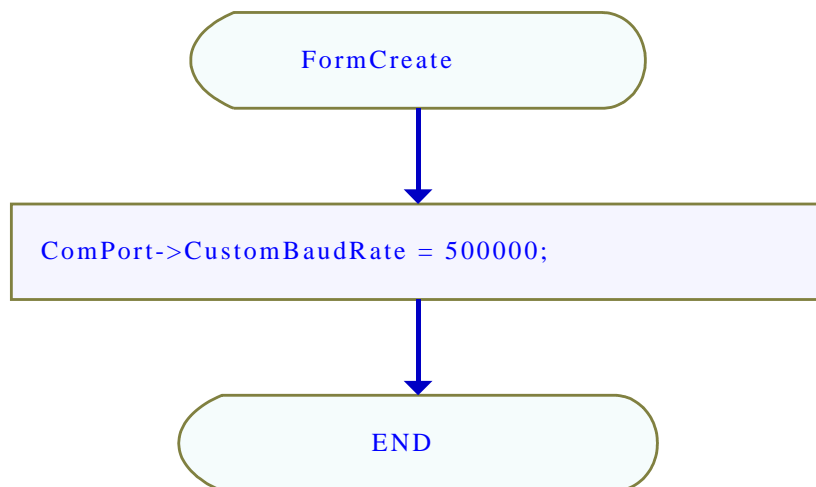 FormCreate
ComPort->CustomBaudRate = 500000;
END